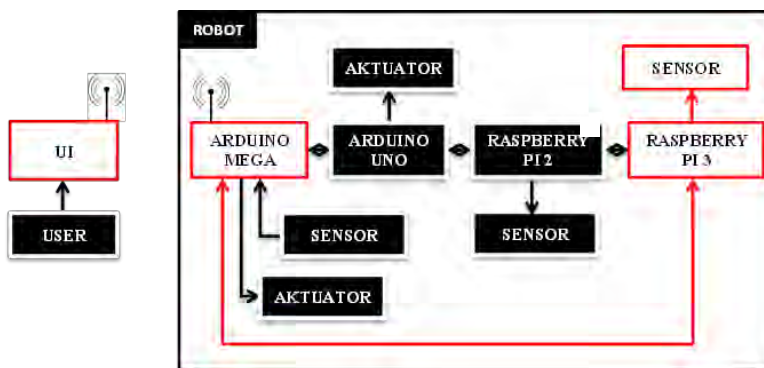 ROBOT
AKTUATOR
SENSOR
UI
ARDUINO
MEGA
ARDUINO
UNO
RASPBERRY
PI 2
RASPBERRY
PI 3
USER
SENSOR
SENSOR
AKTUATOR